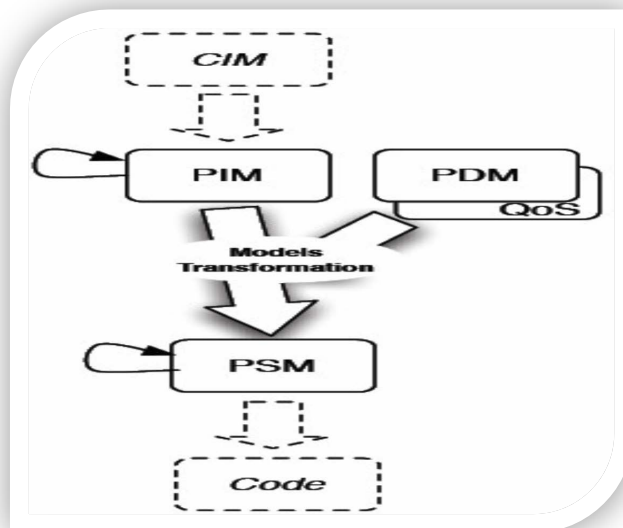 CIM
PIM
PDM
QoS
Models
Transformation
PSM
Code